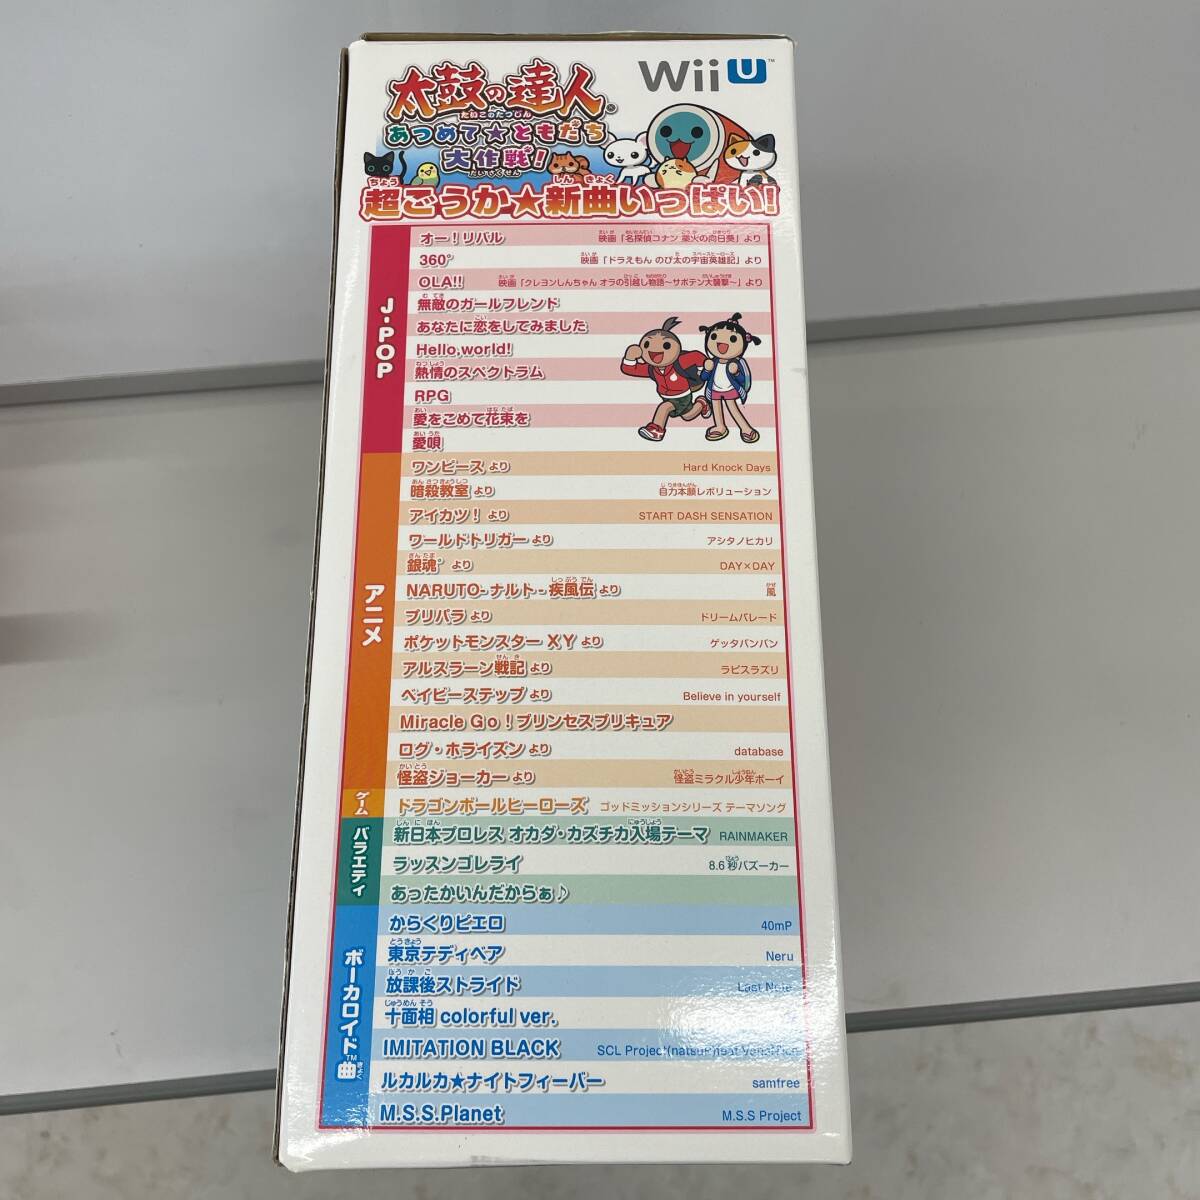 Wii U™
太鼓の達人
たいこのたつじん
あつめて★ともだち
大作戦！
だいさくせん
超ごうか★新曲いっぱい！
J-POP
オー！リバル 映画「名探偵コナン 業火の向日葵」より
360° 映画「ドラえもん のび太の宇宙英雄記」より
OLA!! 映画「クレヨンしんちゃん オラの引越し物語～サボテン大襲撃～」より
無敵のガールフレンド
あなたに恋をしてみました
Hello,world!
熱情のスペクトラム
RPG
愛をこめて花束を
愛唄
アニメ
ワンピース より Hard Knock Days
暗殺教室 より 自力本願レボリューション
アイカツ！ より START DASH SENSATION
ワールドトリガー より アシタノヒカリ
銀魂° より DAY×DAY
NARUTO-ナルト-疾風伝 より 風
プリパラ より ドリームパレード
ポケットモンスター XY より ゲッタバンバン
アルスラーン戦記 より ラピスラズリ
ベイビーステップ より Believe in yourself
Miracle Go！プリンセスプリキュア
ログ・ホライズン より database
怪盗ジョーカー より 怪盗ミラクル少年ボーイ
ゲーム
ドラゴンボールヒーローズ ゴッドミッションシリーズ テーマソング
バラエティ
新日本プロレス オカダ・カズチカ入場テーマ RAINMAKER
ラッスンゴレライ 8.6秒バズーカー
あったかいんだからぁ♪
ボーカロイド™曲
からくりピエロ 40mP
東京テディベア Neru
放課後ストライド Last Note.
十面相 colorful ver.
IMITATION BLACK SCL Project(natsuP)
ルカルカ★ナイトフィーバー samfree
M.S.S.Planet M.S.S Project